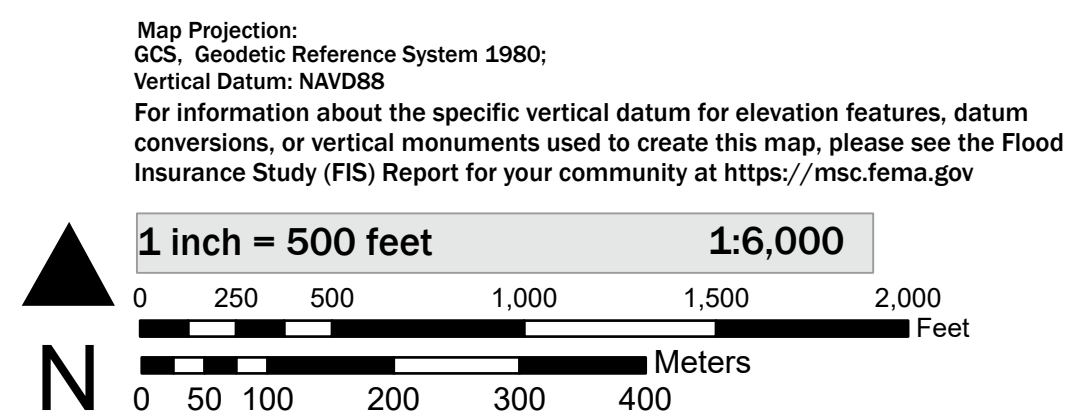 Map Projection:
GCS, Geodetic Reference System 1980;
Vertical Datum: NAVD88
For information about the specific vertical datum for elevation features, datum
conversions, or vertical monuments used to create this map, please see the Flood
Insurance Study (FIS) Report for your community at https://msc.fema.gov
1 inch = 500 feet 1:6,000
0 250 500 1,000 1,500 2,000
Feet
Meters
0 50 100 200 300 400
N